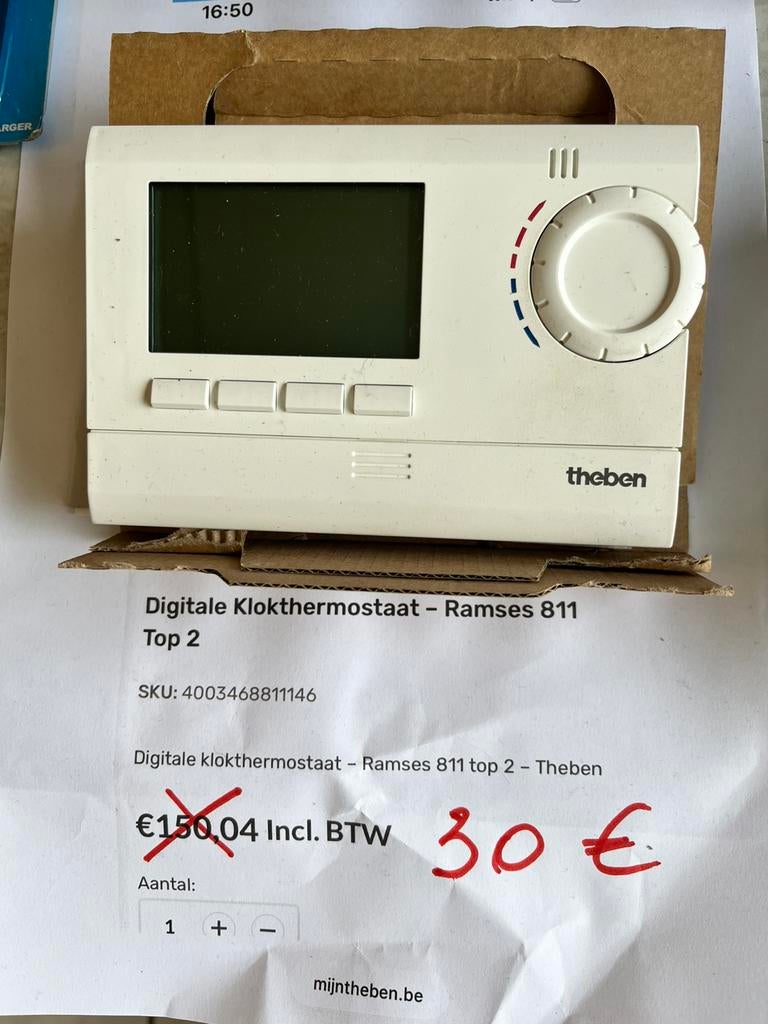 16:50
RGER
theben
Digitale Klokthermostaat – Ramses 811
Top 2
SKU: 4003468811146
Digitale klokthermostaat – Ramses 811 top 2 – Theben
€150,04 Incl. BTW 30 €
Aantal:
1 + −
mijntheben.be